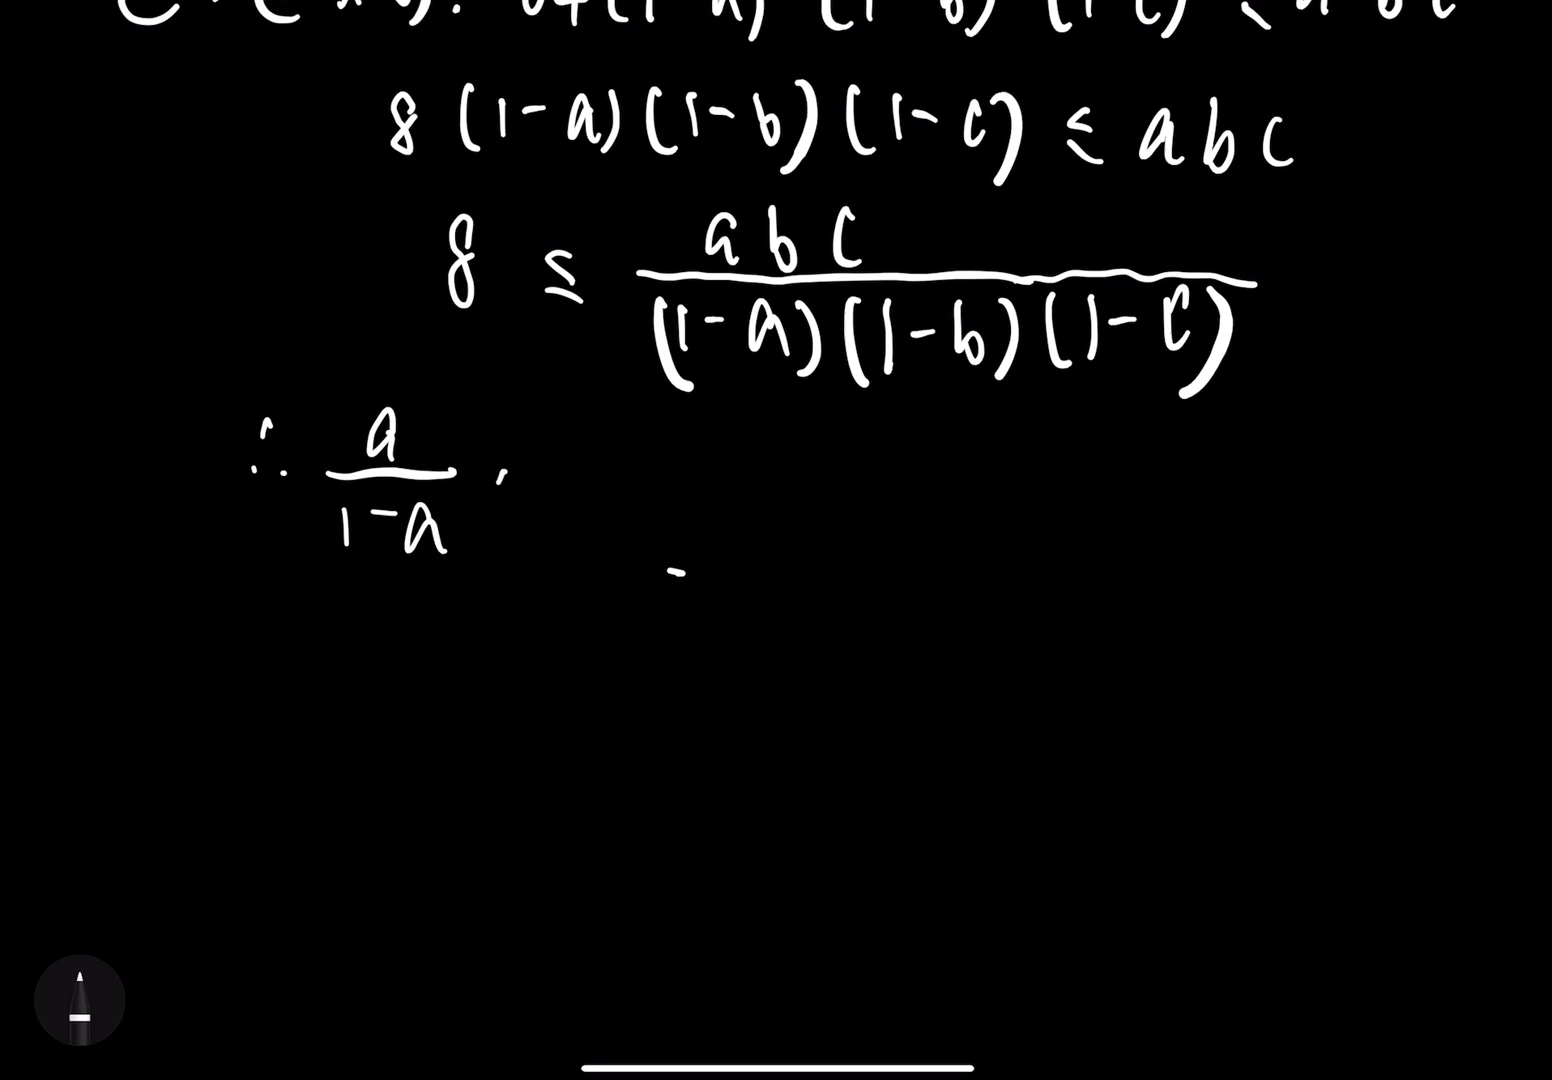 8 (1-a)(1-b)(1-c) ≤ abc
8 ≤ abc / (1-a)(1-b)(1-c)
∴ a / 1-a ·
-